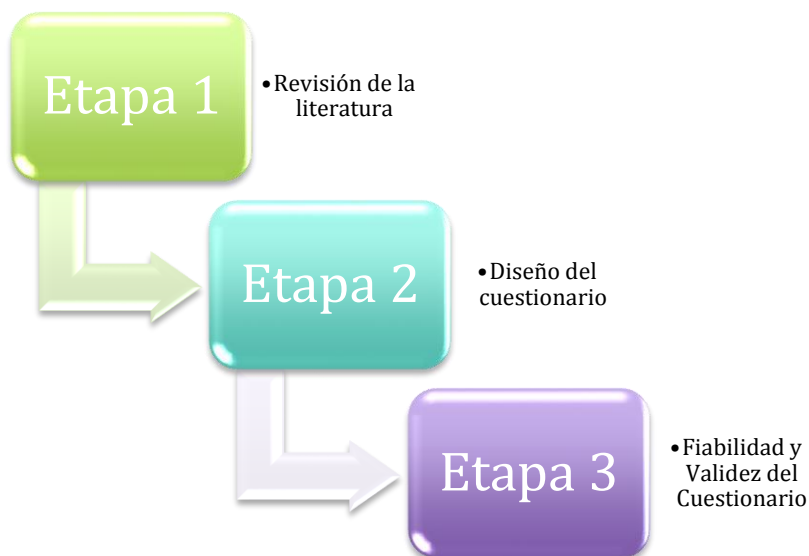 Etapa 1
•Revisión de la
literatura
Etapa 2
•Diseño del
cuestionario
Etapa 3
•Fiabilidad y
Validez del
Cuestionario